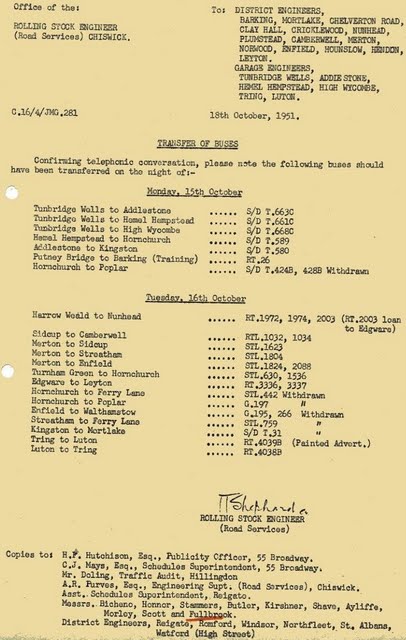 Office of the:
To: DISTRICT ENGINEERS,
ROLLING STOCK ENGINEER
(Road Services) CHISWICK.
BARKING, MORTLAKE, CHELVERTON ROAD,
CLAY HALL, CRICKLEWOOD, NUNHEAD,
PLUMSTEAD, CAMBERWELL, MERTON,
NORWOOD, ENFIELD, HOUNSLOW, HENDON,
LEYTON.
GARAGE ENGINEERS,
TUNBRIDGE WELLS, ADDLESTONE,
HEMEL HEMPSTEAD, HIGH WYCOMBE,
TRING, LUTON.
C.16/4/JMG.281
18th October, 1951.
TRANSFER OF BUSES
Confirming telephonic conversation, please note the following buses should
have been transferred on the night of:-
Monday, 15th October
Tunbridge Wells to Addlestone ...... S/D T.663C
Tunbridge Wells to Hemel Hempstead ...... S/D T.661C
Tunbridge Wells to High Wycombe ...... S/D T.668C
Hemel Hempstead to Hornchurch ...... S/D T.589
Addlestone to Kingston ...... S/D T.580
Putney Bridge to Barking (Training) ...... RT.26
Hornchurch to Poplar ...... S/D T.424B, 428B Withdrawn
Tuesday, 16th October
Harrow Weald to Nunhead ...... RT.1972, 1974, 2003 (RT.2003 loan
to Edgware)
Sidcup to Camberwell ...... RTL.1032, 1034
Merton to Sidcup ...... STL.1623
Merton to Streatham ...... STL.1804
Merton to Enfield ...... STL.1824, 2088
Turnham Green to Hornchurch ...... STL.630, 1536
Edgware to Leyton ...... RT.3336, 3337
Hornchurch to Ferry Lane ...... STL.442 Withdrawn
Hornchurch to Poplar ...... G.197 "
Enfield to Walthamstow ...... G.195, 266 Withdrawn
Streatham to Ferry Lane ...... STL.759 "
Kingston to Mortlake ...... S/D T.31 "
Tring to Luton ...... RT.4039B (Painted Advert.)
Luton to Tring ...... RT.4038B
ROLLING STOCK ENGINEER
(Road Services)
Copies to: H.F. Hutchison, Esq., Publicity Officer, 55 Broadway.
C.J. Mays, Esq., Schedules Superintendent, 55 Broadway.
Mr. Doling, Traffic Audit, Hillingdon
A.R. Purves, Esq., Engineering Supt. (Road Services), Chiswick.
Asst. Schedules Superintendent, Reigate.
Messrs. Bicheno, Honnor, Stammers, Butler, Kirshner, Shave, Ayliffe,
Morley, Scott and Fullbrook.
District Engineers, Reigate, Romford, Windsor, Northfleet, St. Albans,
Watford (High Street)